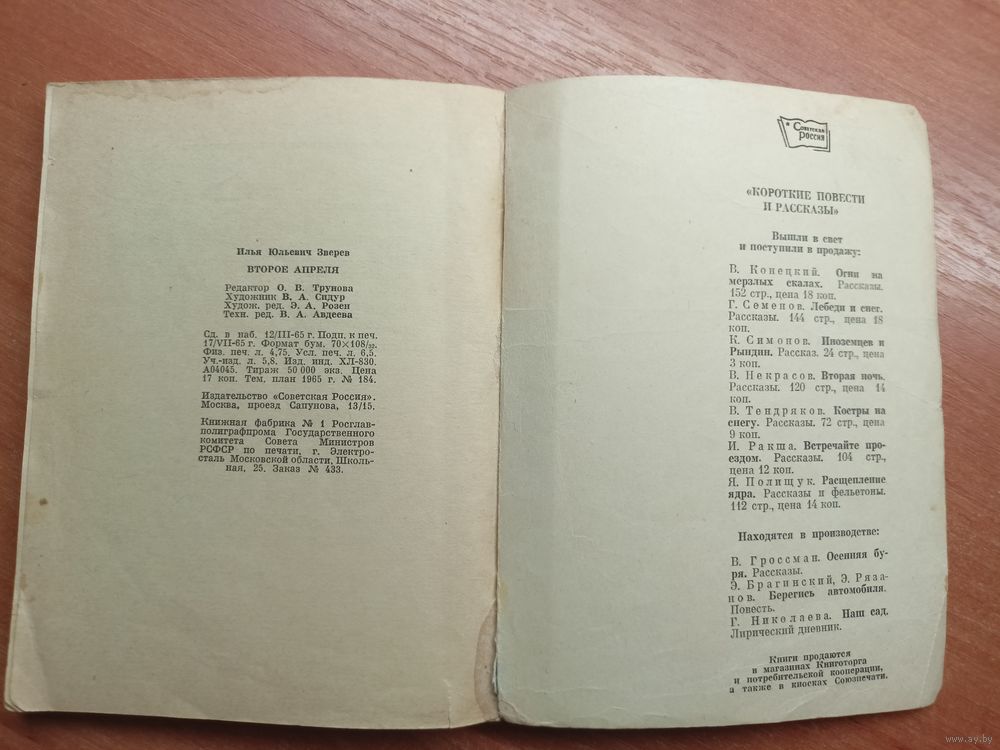 Илья Юльевич Зверев
ВТОРОЕ АПРЕЛЯ
Редактор О. В. Трунова
Художник В. А. Сидур
Худож. ред. Э. А. Розен
Техн. ред. В. А. Авдеева
Сд. в наб. 12/III-65 г. Подп. к печ.
17/VII-65 г. Формат бум. 70×108/32.
Физ. печ. л. 4,75. Усл. печ. л. 6,5.
Уч.-изд. л. 5,8. Изд. инд. ХЛ-830.
А04045. Тираж 50 000 экз. Цена
17 коп. Тем. план 1965 г. № 184.
Издательство «Советская Россия».
Москва, проезд Сапунова, 13/15.
Книжная фабрика № 1 Росглав-
полиграфпрома Государственного
комитета Совета Министров
РСФСР по печати, г. Электро-
сталь Московской области, Школь-
ная, 25. Заказ № 433.
Советская
Россия
«КОРОТКИЕ ПОВЕСТИ
И РАССКАЗЫ»
Вышли в свет
и поступили в продажу:
В. Конецкий. Огни на
мерзлых скалах. Рассказы.
152 стр., цена 18 коп.
Г. Семенов. Лебеди и снег.
Рассказы. 144 стр., цена 18
коп.
К. Симонов. Иноземцев и
Рындин. Рассказ. 24 стр., цена
3 коп.
В. Некрасов. Вторая ночь.
Рассказы. 120 стр., цена 14
коп.
В. Тендряков. Костры на
снегу. Рассказы. 72 стр., цена
9 коп.
И. Ракша. Встречайте про-
ездом. Рассказы. 104 стр.,
цена 12 коп.
Я. Полищук. Расщепление
ядра. Рассказы и фельетоны.
112 стр., цена 14 коп.
Находятся в производстве:
В. Гроссман. Осенняя бу-
ря. Рассказы.
Э. Брагинский, Э. Ряза-
нов. Берегись автомобиля.
Повесть.
Г. Николаева. Наш сад.
Лирический дневник.
Книги продаются
в магазинах Книготорга
и потребительской кооперации,
а также в киосках Союзпечати.
www.ay.by